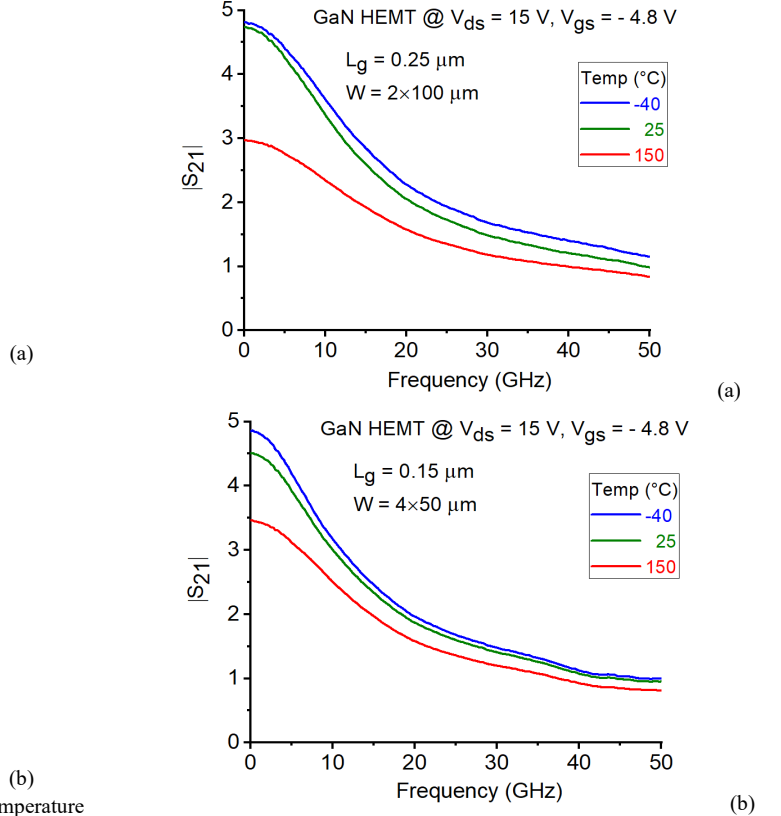 GaN HEMT @ Vds = 15 V, Vgs = - 4.8 V
Lg = 0.25 μm
W = 2×100 μm
Temp (°C)
-40
25
150
|S21|
5
4
3
2
1
0
0 10 20 30 40 50
Frequency (GHz)
(a)
(a)
GaN HEMT @ Vds = 15 V, Vgs = - 4.8 V
Lg = 0.15 μm
W = 4×50 μm
Temp (°C)
-40
25
150
|S21|
5
4
3
2
1
0
0 10 20 30 40 50
Frequency (GHz)
(b)
(b)
mperature